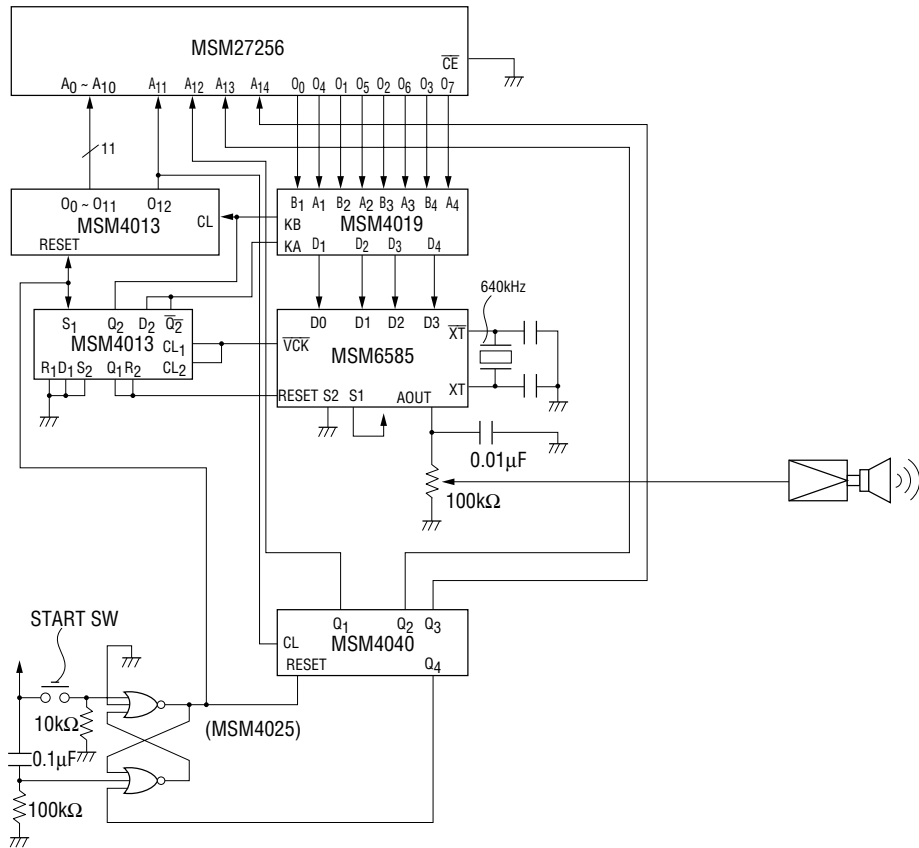 MSM27256
CE
A0 ~ A10 A11 A12 A13 A14 O0 O4 O1 O5 O2 O6 O3 O7
11
O0 ~ O11 O12
MSM4013
CL
RESET
B1 A1 B2 A2 B3 A3 B4 A4
KB MSM4019
KA D1 D2 D3 D4
640kHz
S1 Q2 D2 Q2
MSM4013
CL1
R1 D1 S2 Q1 R2 CL2
D0 D1 D2 D3
VCK
MSM6585
XT
XT
RESET S2 S1 AOUT
0.01µF
100kΩ
Q1 Q2 Q3
CL MSM4040
RESET Q4
START SW
10kΩ
(MSM4025)
0.1µF
100kΩ